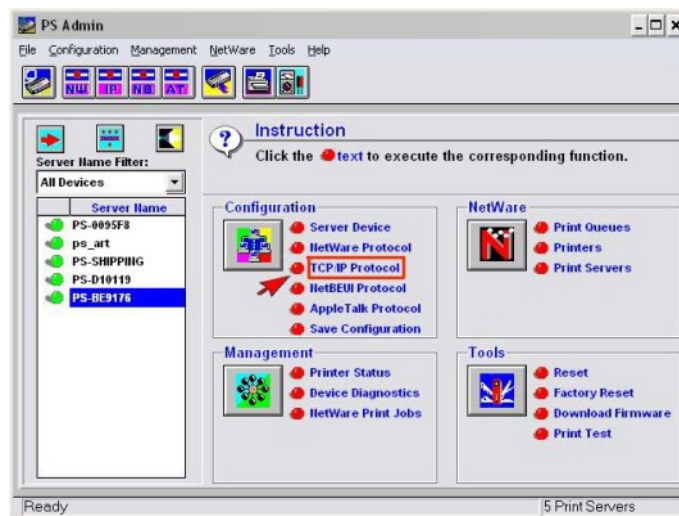 PS Admin
File Configuration Management NetWare Tools Help
NW IP NB AT
Server Name Filter:
All Devices
Server Name
PS-0095F8
ps_art
PS-SHIPPING
PS-D10119
PS-BE9176
Instruction
Click the text to execute the corresponding function.
Configuration
Server Device
NetWare Protocol
TCP/IP Protocol
NetBEUI Protocol
AppleTalk Protocol
Save Configuration
NetWare
Print Queues
Printers
Print Servers
Management
Printer Status
Device Diagnostics
NetWare Print Jobs
Tools
Reset
Factory Reset
Download Firmware
Print Test
Ready
5 Print Servers